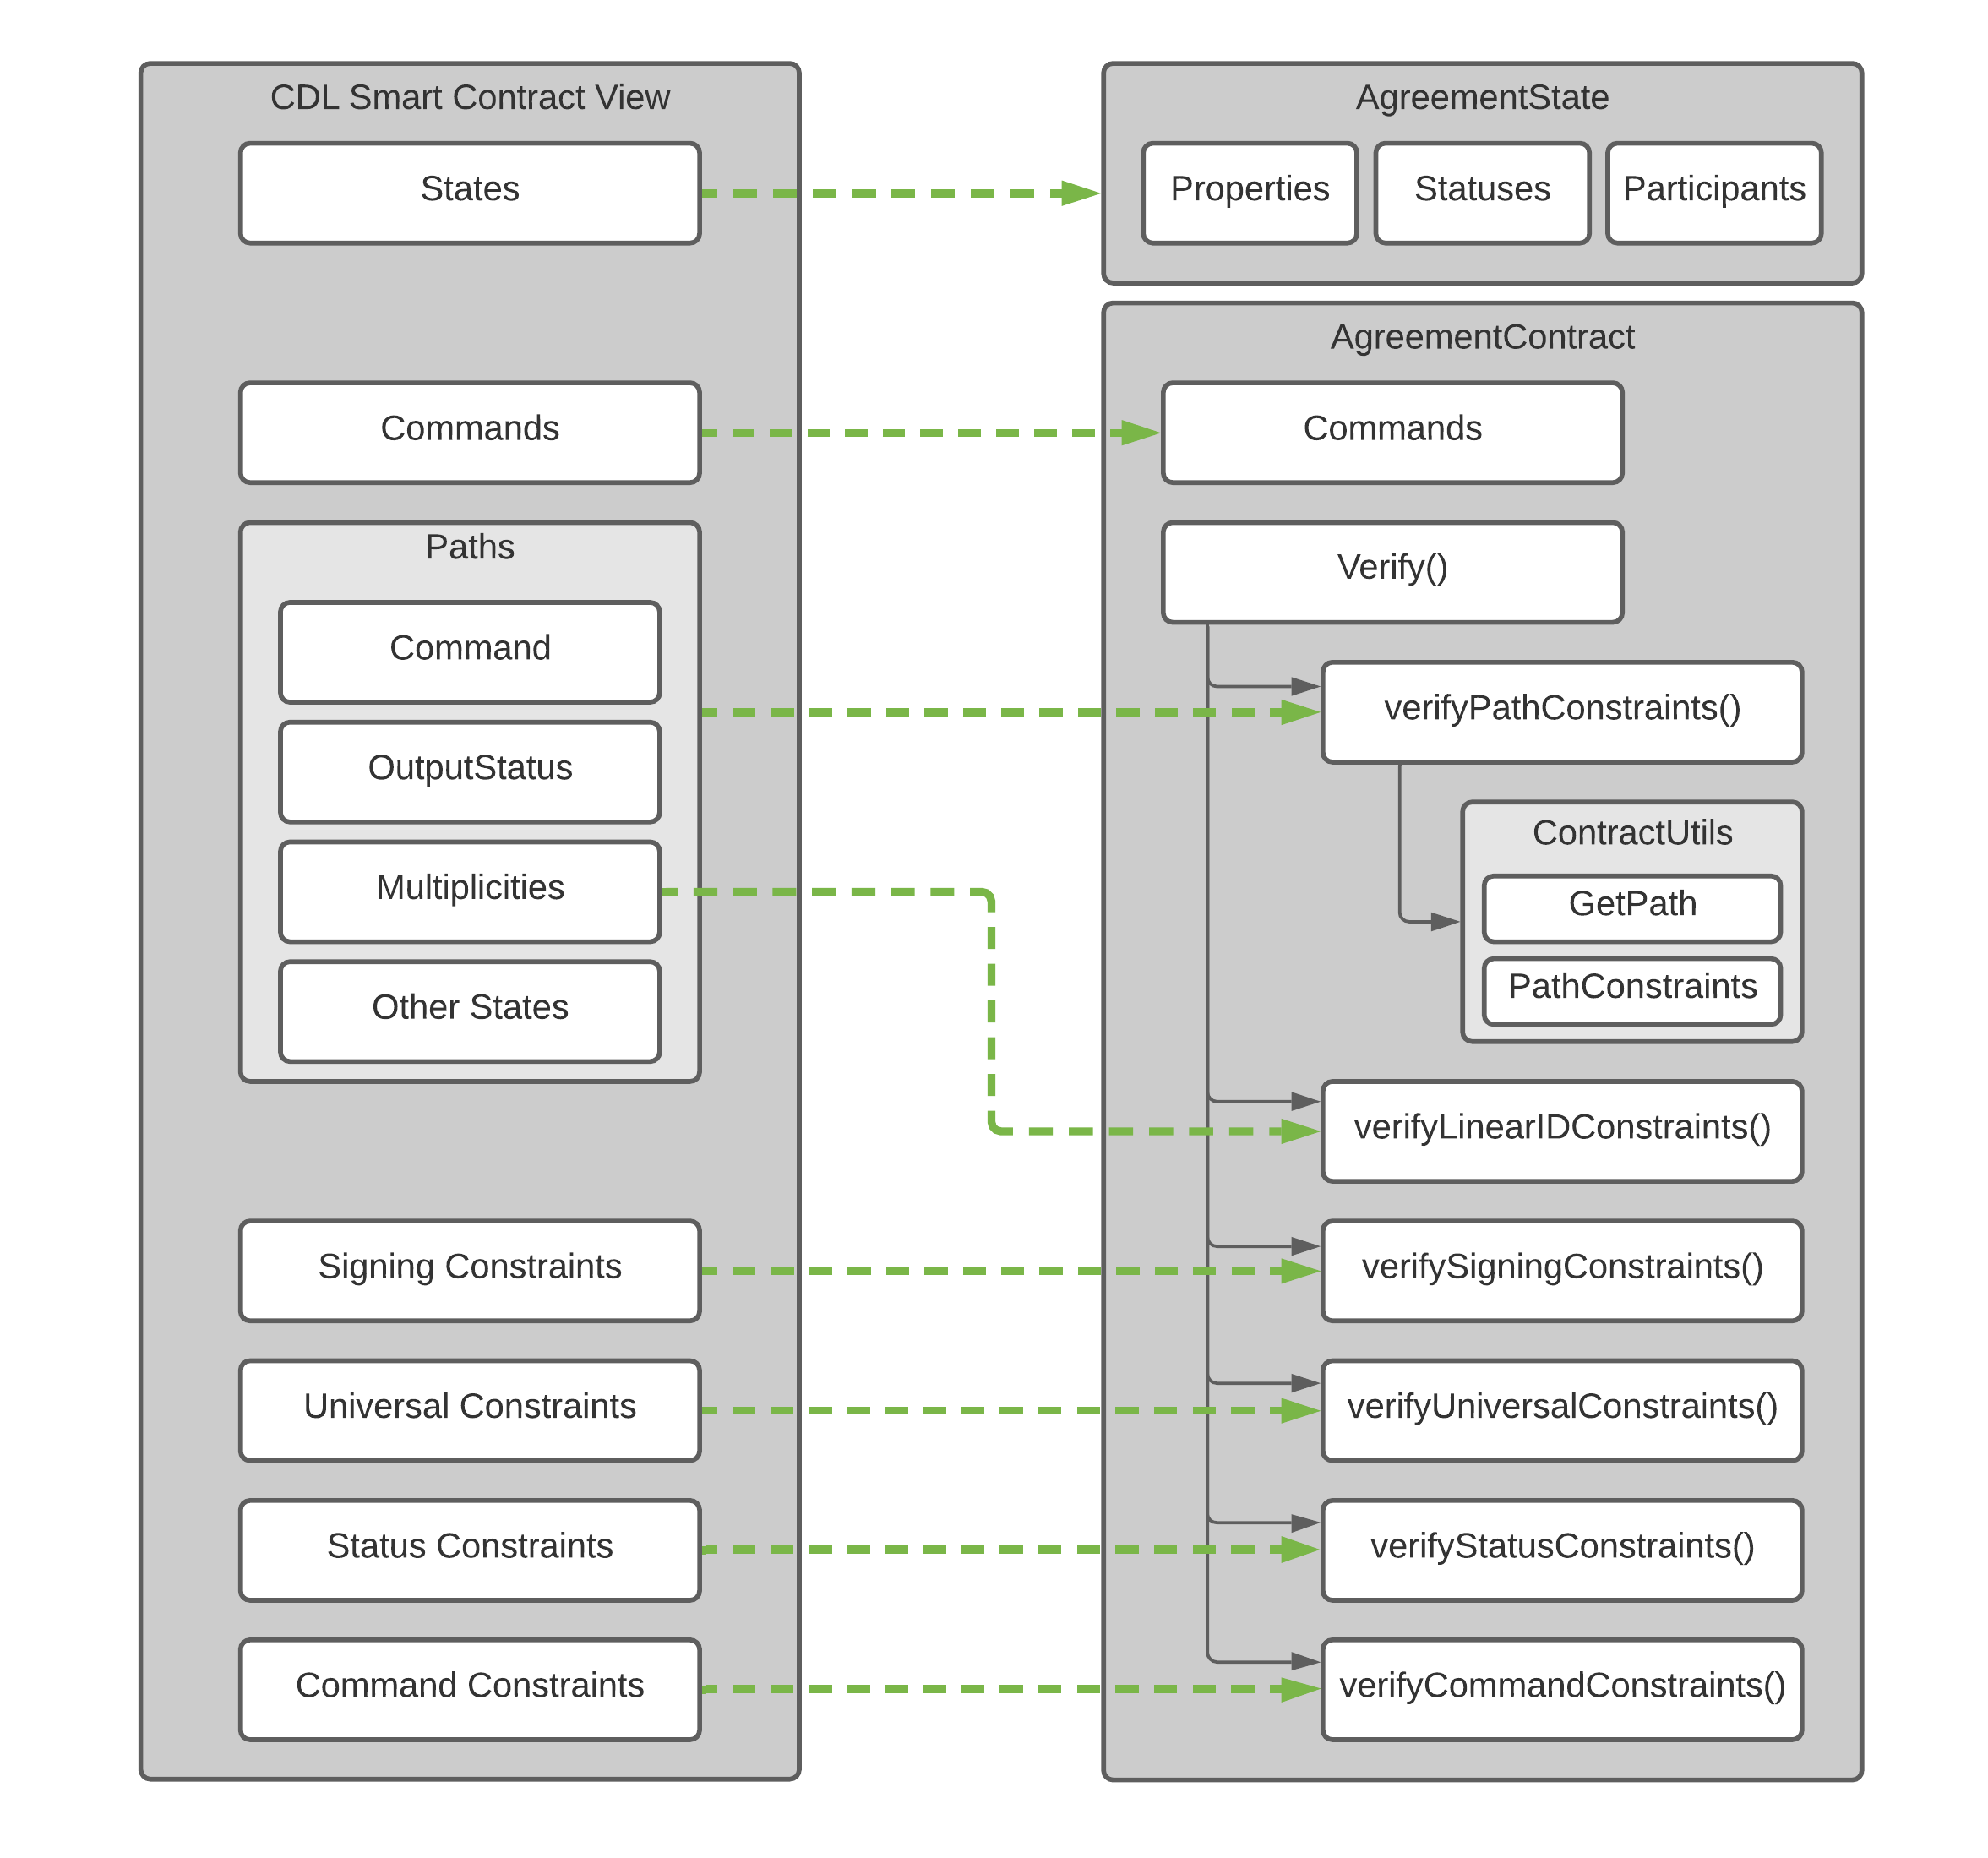 CDL Smart Contract View
States
Commands
Paths
Command
OutputStatus
Multiplicities
Other States
Signing Constraints
Universal Constraints
Status Constraints
Command Constraints
AgreementState
Properties
Statuses
Participants
AgreementContract
Commands
Verify()
verifyPathConstraints()
ContractUtils
GetPath
PathConstraints
verifyLinearIDConstraints()
verifySigningConstraints()
verifyUniversalConstraints()
verifyStatusConstraints()
verifyCommandConstraints()